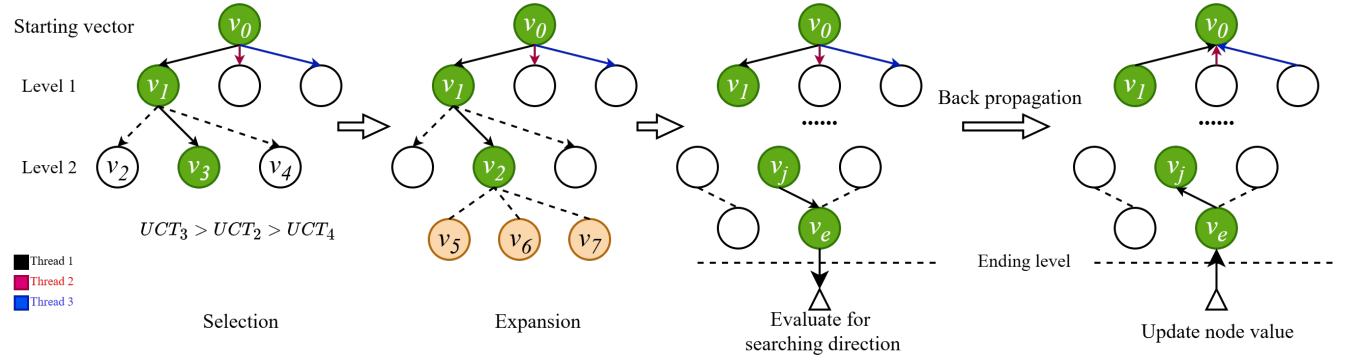 Starting vector
v0
v0
v0
v0
Level 1
v1
v1
v1
v1
Back propagation
......
......
Level 2
v2
v3
v4
v2
vj
vj
UCT3 > UCT2 > UCT4
v5
v6
v7
ve
ve
Thread 1
Thread 2
Thread 3
Ending level
Selection
Expansion
Evaluate for
searching direction
Update node value